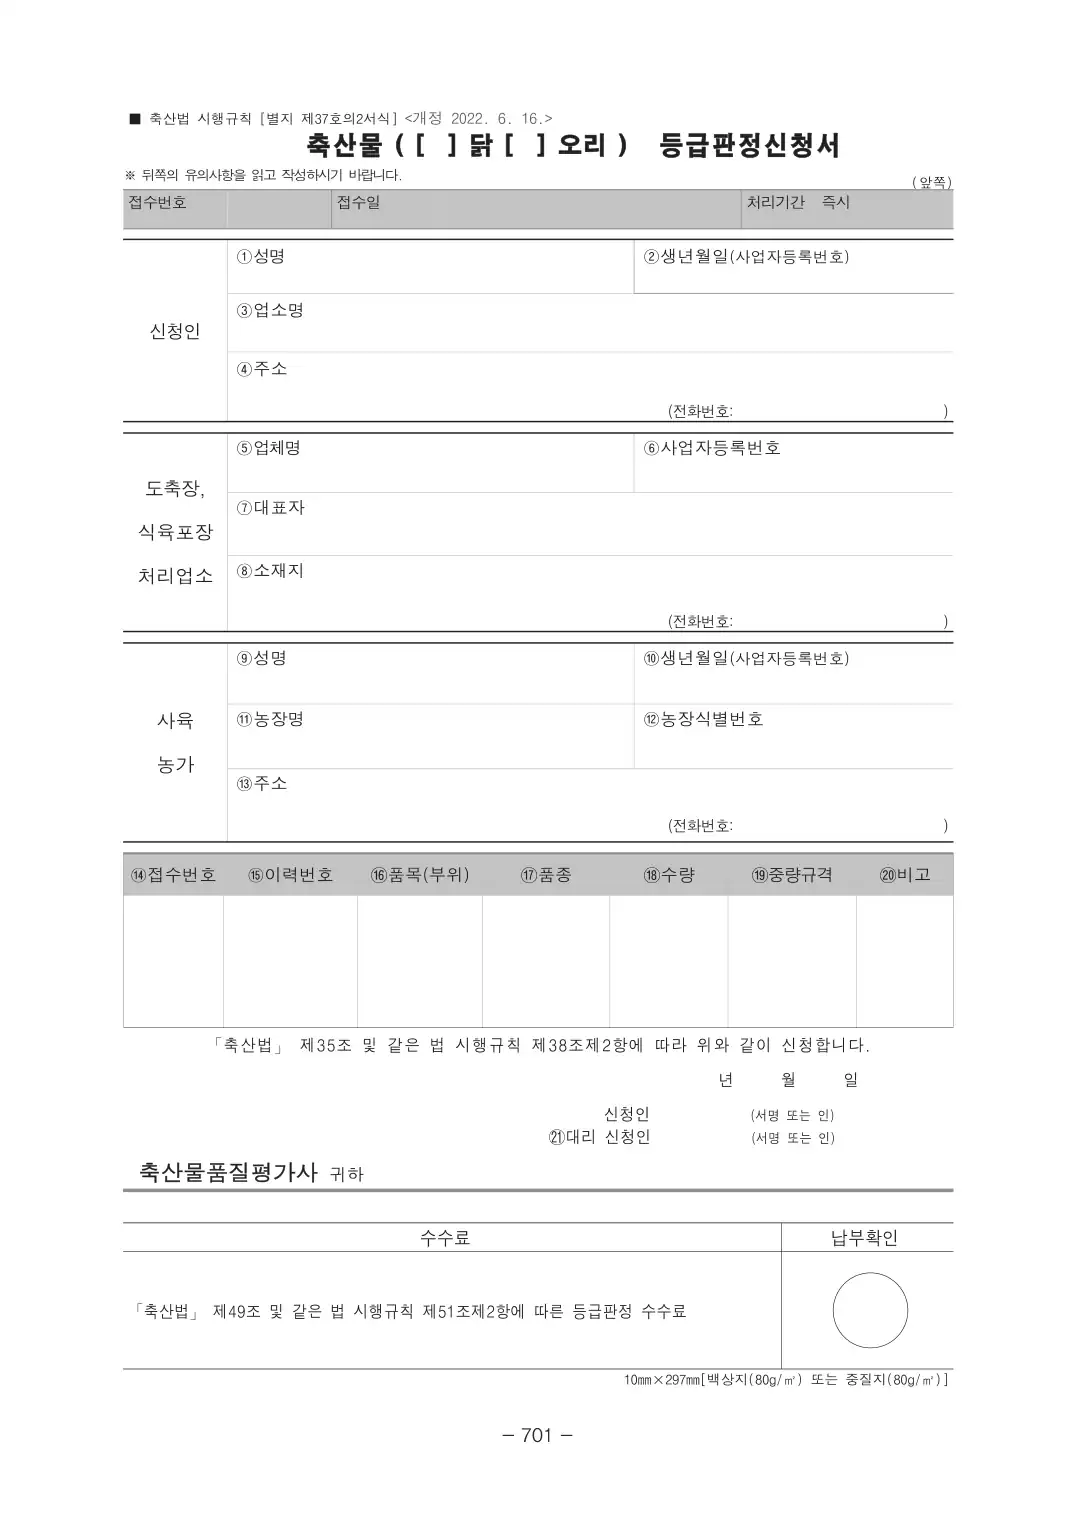 ■ 축산법 시행규칙 [별지 제37호의2서식] <개정 2022. 6. 16.>
축산물 ( [ ] 닭 [ ] 오리 ) 등급판정신청서
※ 뒤쪽의 유의사항을 읽고 작성하시기 바랍니다.
(앞쪽)
접수번호 접수일 처리기간 즉시
신청인
①성명 ②생년월일(사업자등록번호)
③업소명
④주소
(전화번호: )
도축장,
식육포장
처리업소
⑤업체명 ⑥사업자등록번호
⑦대표자
⑧소재지
(전화번호: )
사육
농가
⑨성명 ⑩생년월일(사업자등록번호)
⑪농장명 ⑫농장식별번호
⑬주소
(전화번호: )
⑭접수번호 ⑮이력번호 ⑯품목(부위) ⑰품종 ⑱수량 ⑲중량규격 ⑳비고
「축산법」 제35조 및 같은 법 시행규칙 제38조제2항에 따라 위와 같이 신청합니다.
년 월 일
신청인 (서명 또는 인)
㉑대리 신청인 (서명 또는 인)
축산물품질평가사 귀하
수수료 납부확인
「축산법」 제49조 및 같은 법 시행규칙 제51조제2항에 따른 등급판정 수수료
10㎜×297㎜[백상지(80g/㎡) 또는 중질지(80g/㎡)]
- 701 -